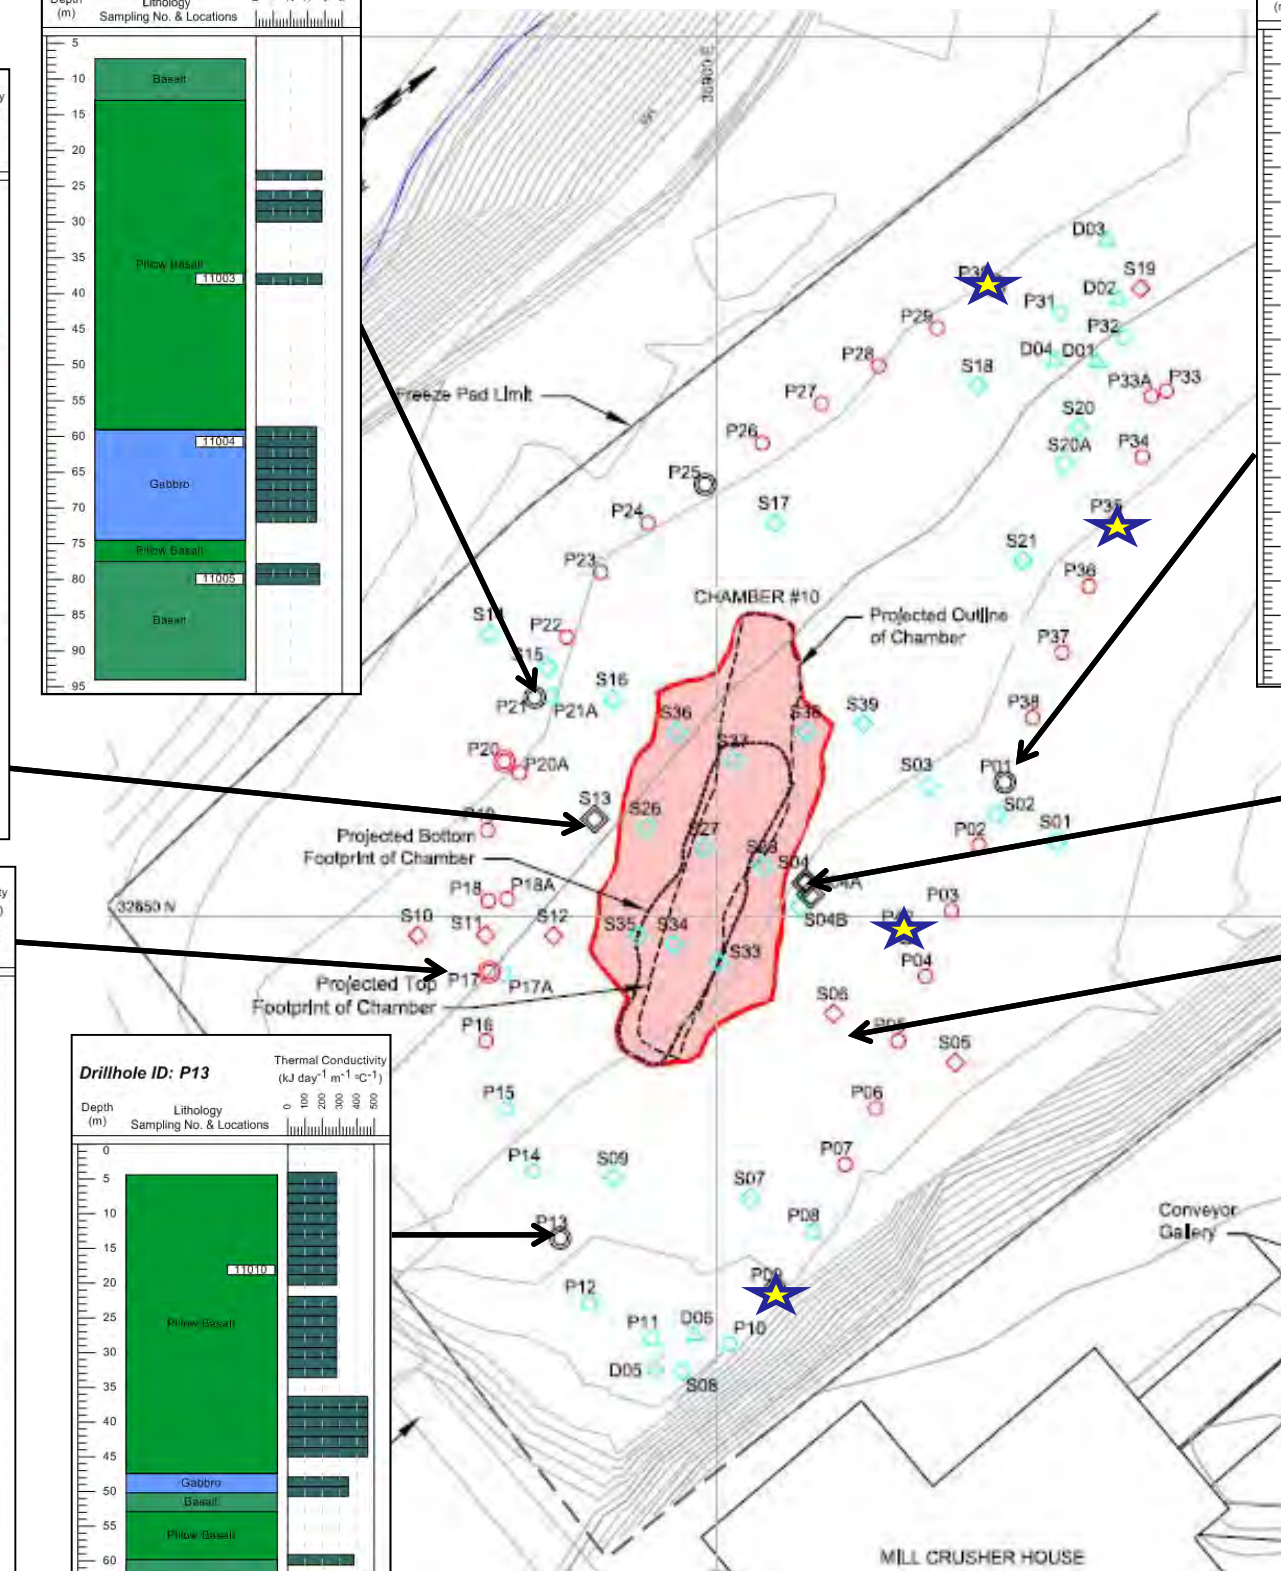 Depth
(m)
Lithology
Sampling No. & Locations
5
10
15
20
25
30
35
40
45
50
55
60
65
70
75
80
85
90
95
Basalt
Pillow Basalt
11003
11004
Gabbro
Pillow Basalt
11005
Basalt
36900 E
Freeze Pad Limit
D03
S19
D02
P31
P32
P29
D04
D01
P28
S18
P33A
P33
P27
S20
P26
S20A
P34
P25
P35
P24
S17
S21
P23
P36
CHAMBER #10
Projected Outline
of Chamber
S14
P22
P37
S15
S16
P21
P21A
S36
S38
S39
P38
P20
P20A
S37
S03
P01
S13
S26
S02
S01
P19
Projected Bottom
Footprint of Chamber
S27
P02
S04
S04A
P18
P18A
P03
32850 N
S10
S11
S12
S35
S34
S04B
S33
P04
P17
P17A
Projected Top
Footprint of Chamber
S06
P16
P05
S05
P15
P06
P14
S09
P07
S07
P13
P08
Conveyor
Gallery
P09
P12
P11
D06
P10
D05
S08
MILL CRUSHER HOUSE
Drillhole ID: P13
Thermal Conductivity
(kJ day-1 m-1 °C-1)
Depth
(m)
Lithology
Sampling No. & Locations
0 100 200 300 400 500
0
5
10
15
20
25
30
35
40
45
50
55
60
11010
Pillow Basalt
Gabbro
Basalt
Pillow Basalt